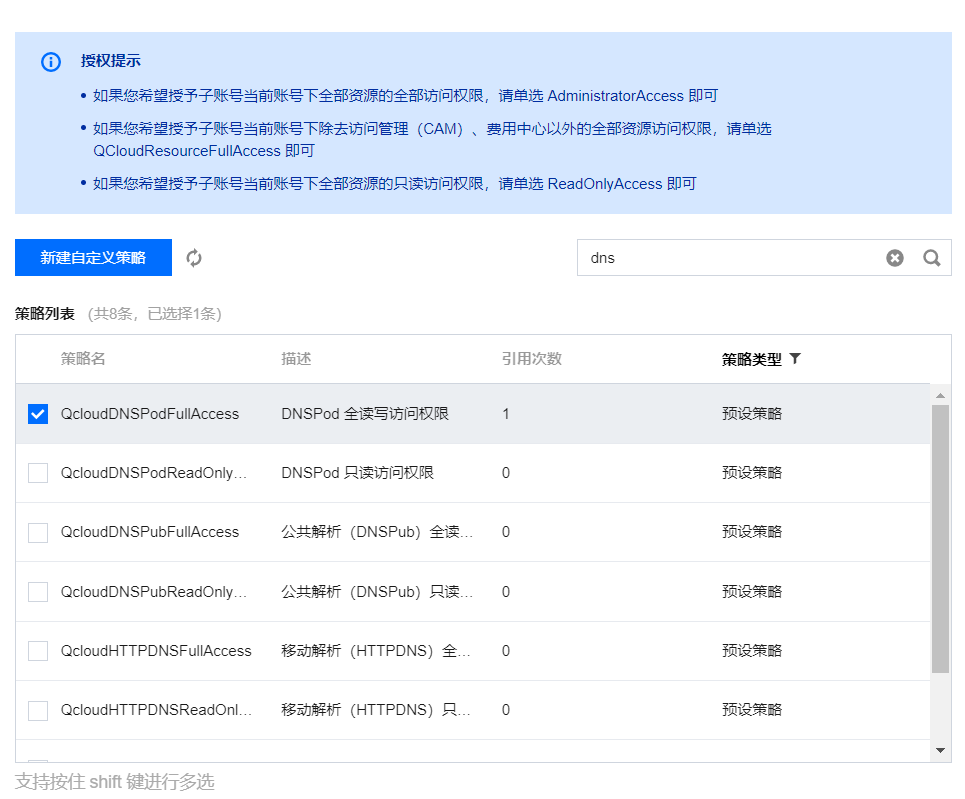 授权提示
• 如果您希望授予子账号当前账号下全部资源的全部访问权限，请单选 AdministratorAccess 即可
• 如果您希望授予子账号当前账号下除去访问管理（CAM）、费用中心以外的全部资源访问权限，请单选
QCloudResourceFullAccess 即可
• 如果您希望授予子账号当前账号下全部资源的只读访问权限，请单选 ReadOnlyAccess 即可
新建自定义策略 dns
策略列表 （共8条，已选择1条）
策略名 描述 引用次数 策略类型
QcloudDNSPodFullAccess DNSPod 全读写访问权限 1 预设策略
QcloudDNSPodReadOnly... DNSPod 只读访问权限 0 预设策略
QcloudDNSPubFullAccess 公共解析（DNSPub）全读... 0 预设策略
QcloudDNSPubReadOnly... 公共解析（DNSPub）只读... 0 预设策略
QcloudHTTPDNSFullAccess 移动解析（HTTPDNS）全... 0 预设策略
QcloudHTTPDNSReadOnl... 移动解析（HTTPDNS）只... 0 预设策略
支持按住 shift 键进行多选